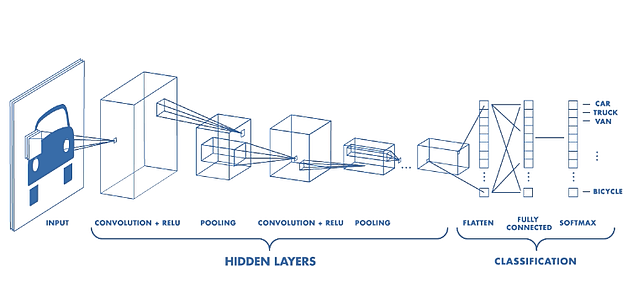 CAR
TRUCK
VAN
BICYCLE
INPUT
CONVOLUTION + RELU
POOLING
CONVOLUTION + RELU
POOLING
FLATTEN
FULLY
CONNECTED
SOFTMAX
HIDDEN LAYERS
CLASSIFICATION